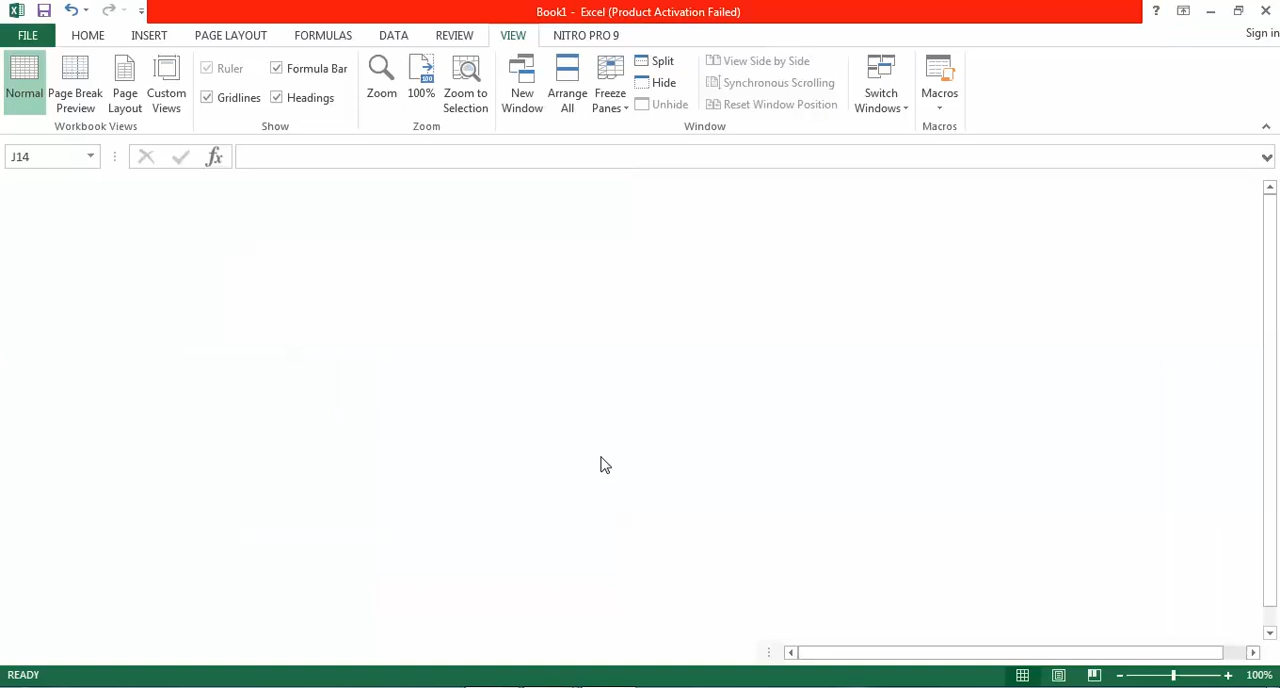 Book1 - Excel (Product Activation Failed)
?
FILE HOME INSERT PAGE LAYOUT FORMULAS DATA REVIEW VIEW NITRO PRO 9 Sign in
Normal
Page Break
Preview
Page
Layout
Custom
Views
Workbook Views
Ruler
Formula Bar
Gridlines
Headings
Show
Zoom
100
100%
Zoom to
Selection
Zoom
New
Window
Arrange
All
Freeze
Panes
Split
Hide
Unhide
View Side by Side
Synchronous Scrolling
Reset Window Position
Window
Switch
Windows
Macros
Macros
J14
fx
READY
100%